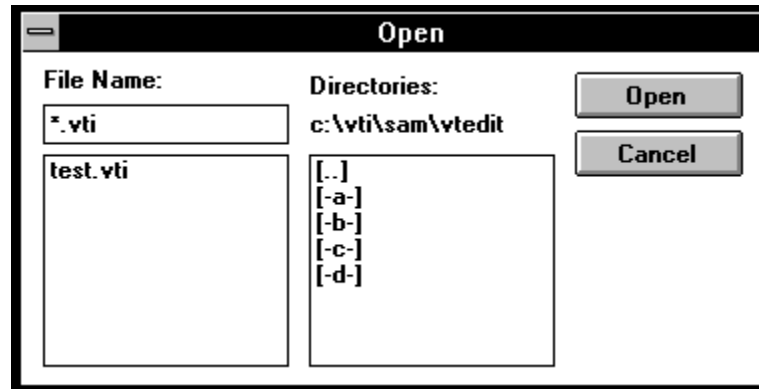 Open
File Name:
*.vti
test.vti
Directories:
c:\vti\sam\vtedit
[..]
[-a-]
[-b-]
[-c-]
[-d-]
Open
Cancel